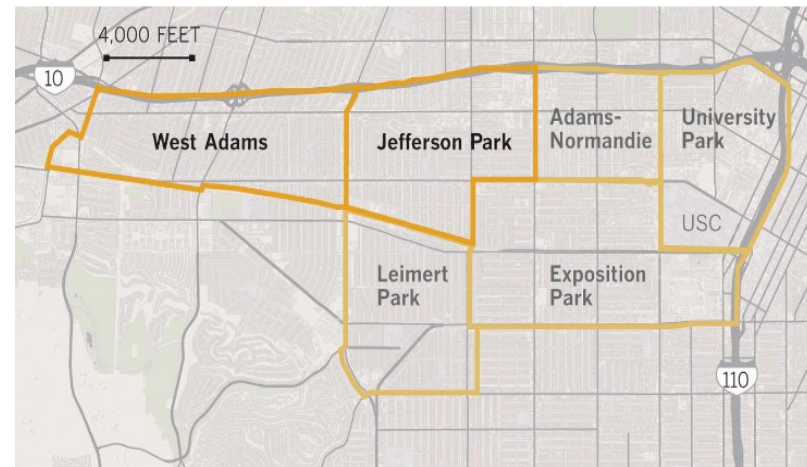 4,000 FEET
10
West Adams
Jefferson Park
Adams-
Normandie
University
Park
USC
Leimert
Park
Exposition
Park
110